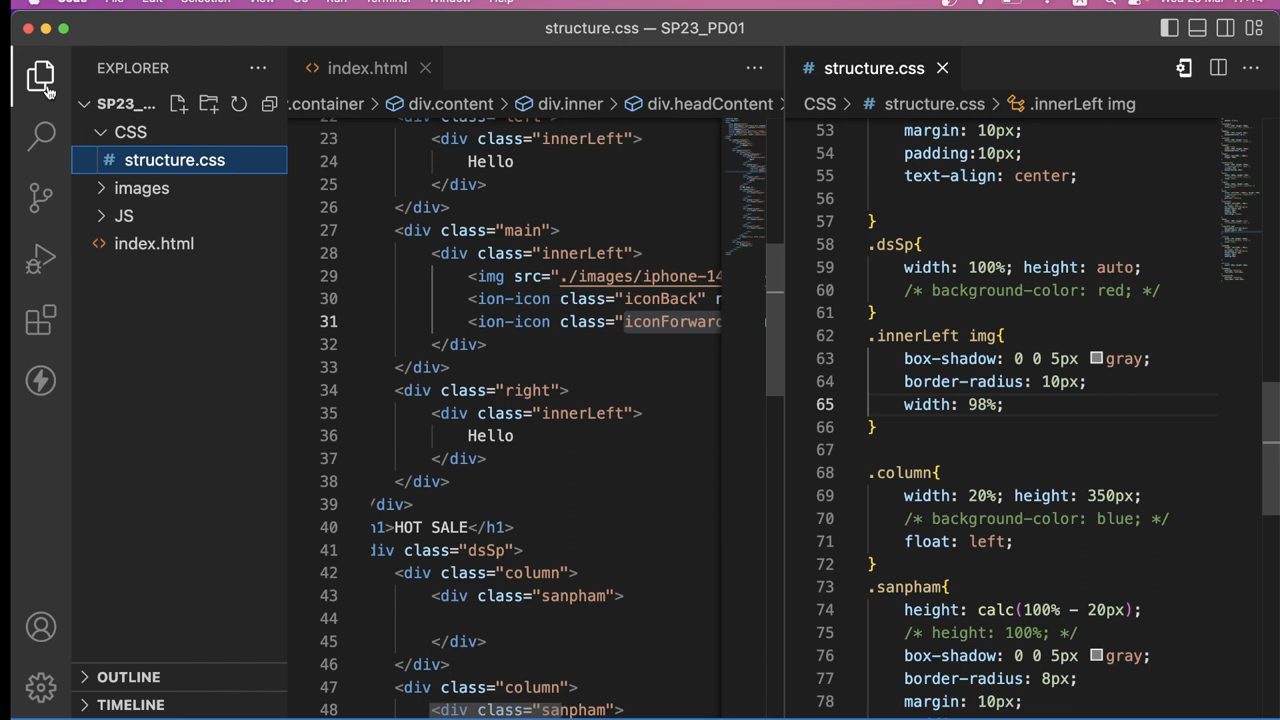 structure.css — SP23_PD01
EXPLORER
SP23_...
CSS
# structure.css
images
JS
<> index.html
OUTLINE
TIMELINE
<> index.html
.container > div.content > div.inner > div.headContent
23 <div class="innerLeft">
24 Hello
25 </div>
26 </div>
27 <div class="main">
28 <div class="innerLeft">
29 <img src="./images/iphone-14
30 <ion-icon class="iconBack" n
31 <ion-icon class="iconForward
32 </div>
33 </div>
34 <div class="right">
35 <div class="innerLeft">
36 Hello
37 </div>
38 </div>
39 /div>
40 h1>HOT SALE</h1>
41 div class="dsSp">
42 <div class="column">
43 <div class="sanpham">
44
45 </div>
46 </div>
47 <div class="column">
48 <div class="sanpham">
# structure.css
CSS > # structure.css > .innerLeft img
53 margin: 10px;
54 padding:10px;
55 text-align: center;
56
57 }
58 .dsSp{
59 width: 100%; height: auto;
60 /* background-color: red; */
61 }
62 .innerLeft img{
63 box-shadow: 0 0 5px gray;
64 border-radius: 10px;
65 width: 98%;
66 }
67
68 .column{
69 width: 20%; height: 350px;
70 /* background-color: blue; */
71 float: left;
72 }
73 .sanpham{
74 height: calc(100% - 20px);
75 /* height: 100%; */
76 box-shadow: 0 0 5px gray;
77 border-radius: 8px;
78 margin: 10px;